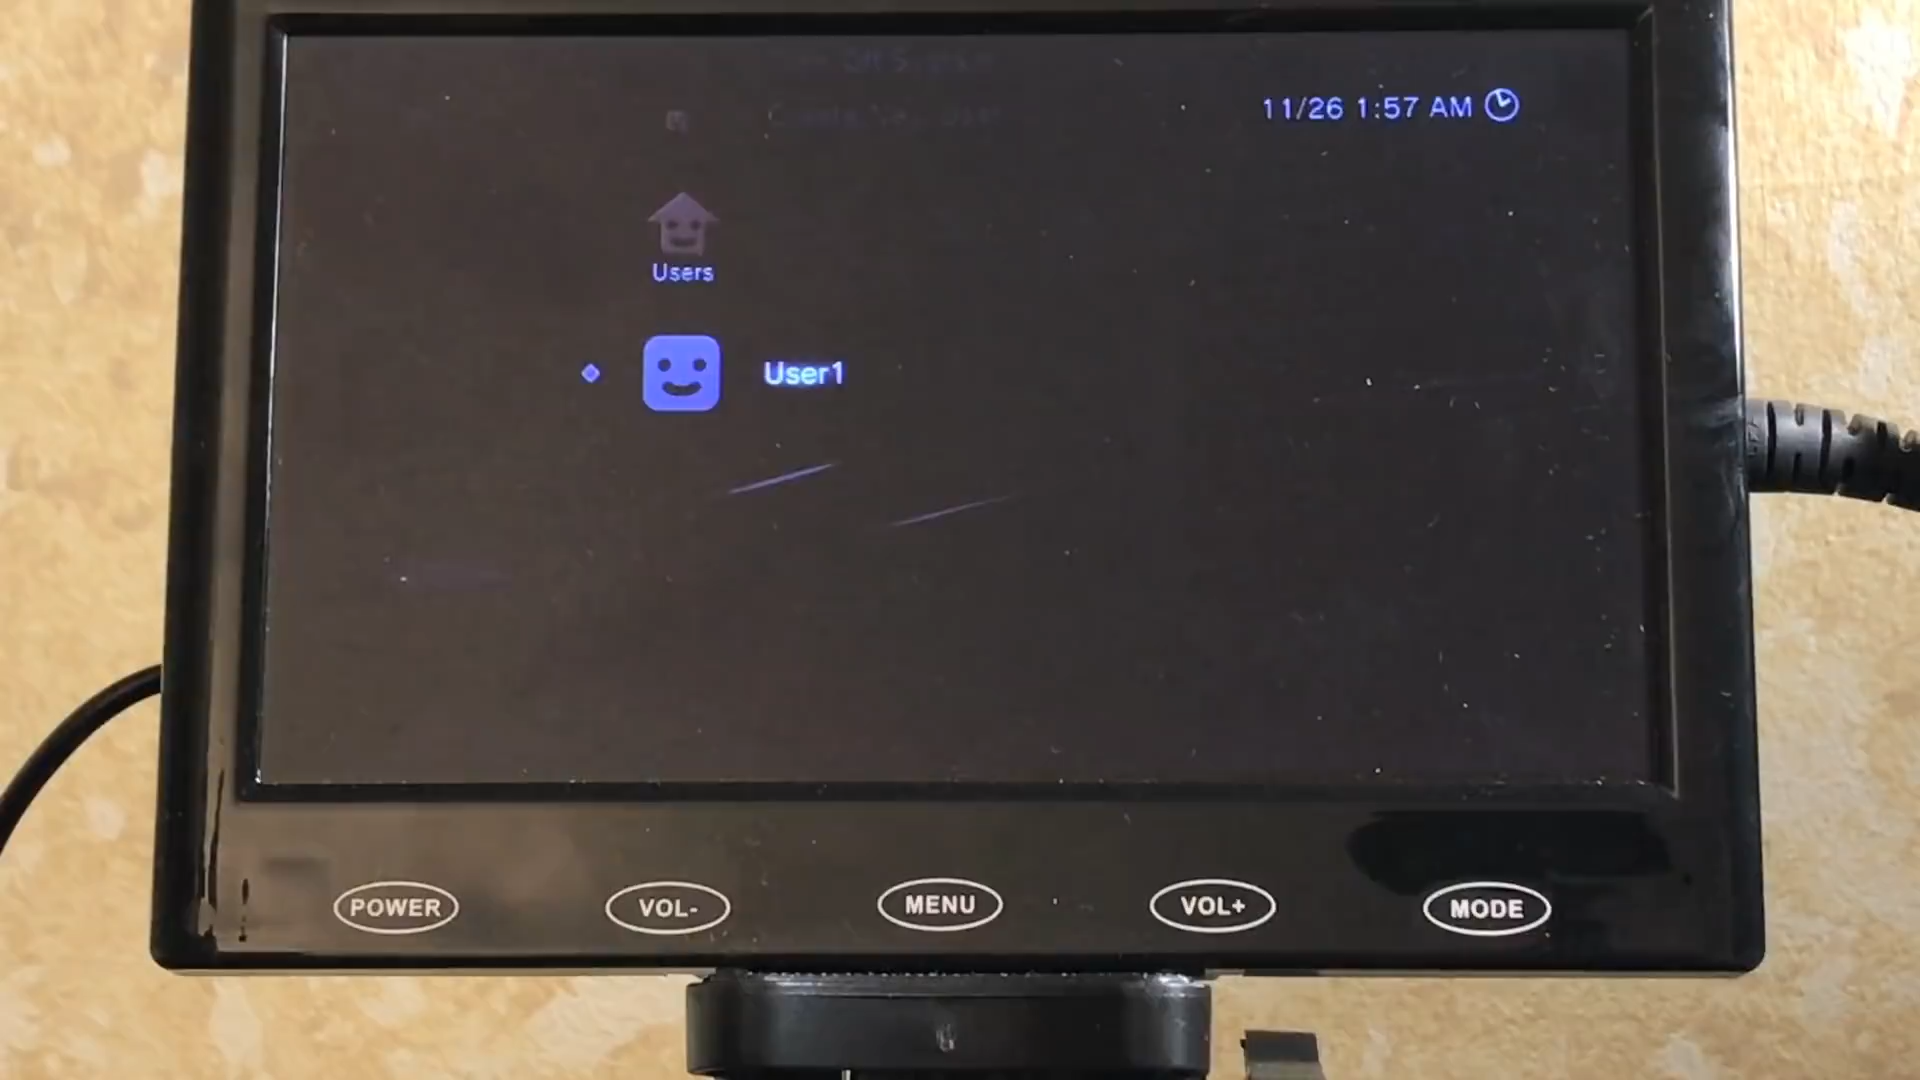 11/26 1:57 AM
Users
User1
POWER
VOL-
MENU
VOL+
MODE